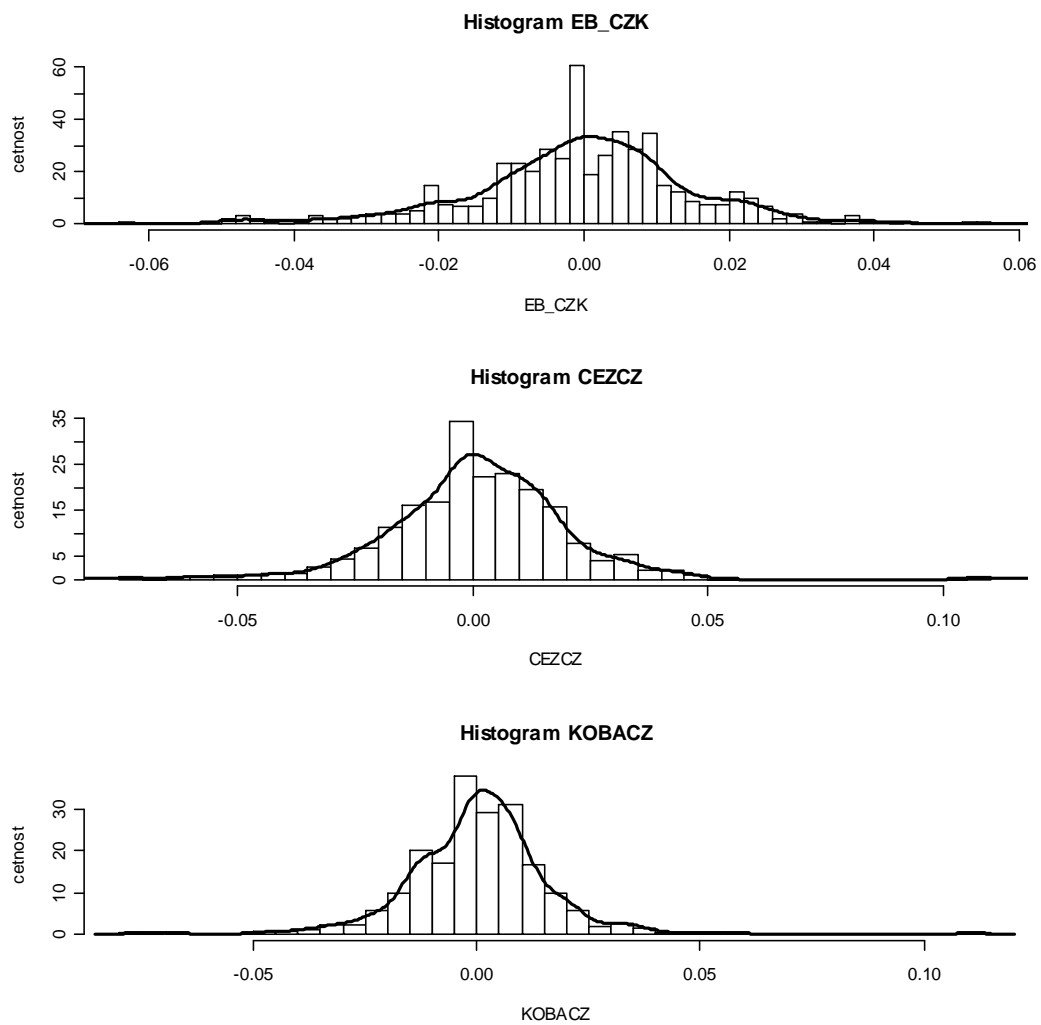 Histogram EB_CZK
cetnost
0 20 40 60
-0.06 -0.04 -0.02 0.00 0.02 0.04 0.06
EB_CZK
Histogram CEZCZ
cetnost
0 5 15 25 35
-0.05 0.00 0.05 0.10
CEZCZ
Histogram KOBACZ
cetnost
0 10 20 30
-0.05 0.00 0.05 0.10
KOBACZ